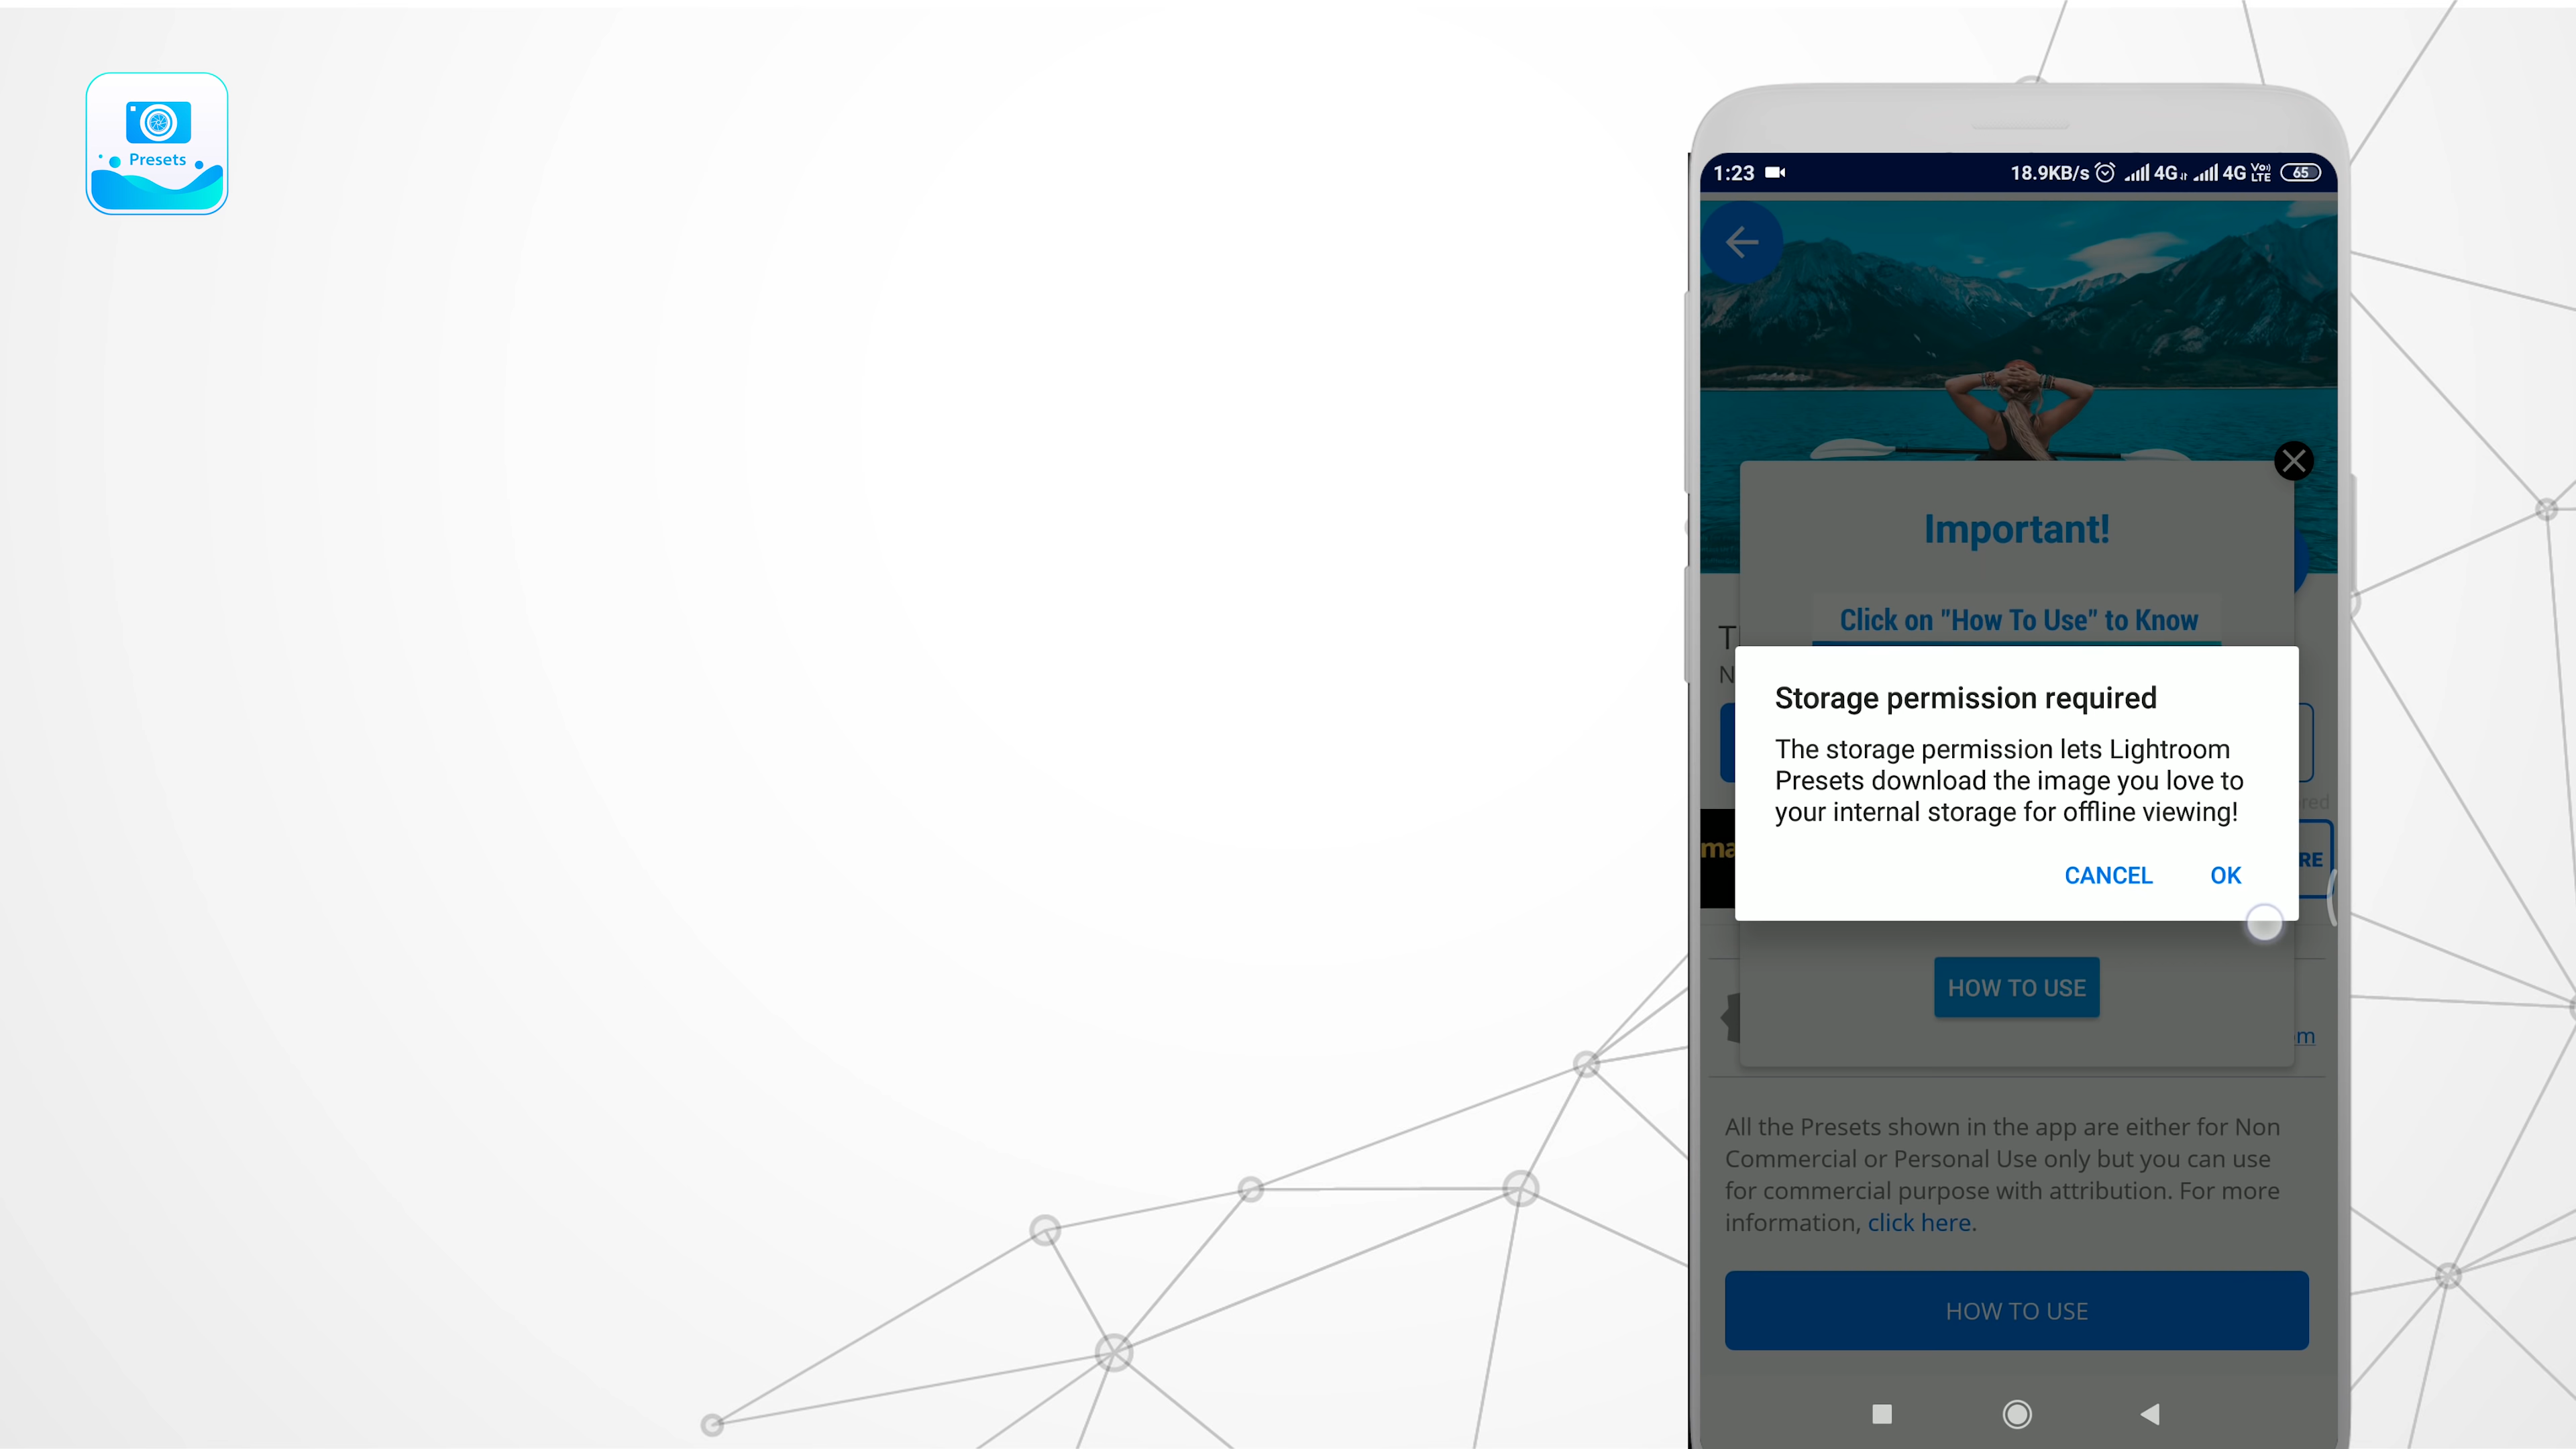 Presets
1:23
18.9KB/s 4G 4G Vo)) LTE 65
Important!
Click on "How To Use" to Know
Storage permission required
The storage permission lets Lightroom
Presets download the image you love to
your internal storage for offline viewing!
CANCEL OK
HOW TO USE
All the Presets shown in the app are either for Non
Commercial or Personal Use only but you can use
for commercial purpose with attribution. For more
information, click here.
HOW TO USE